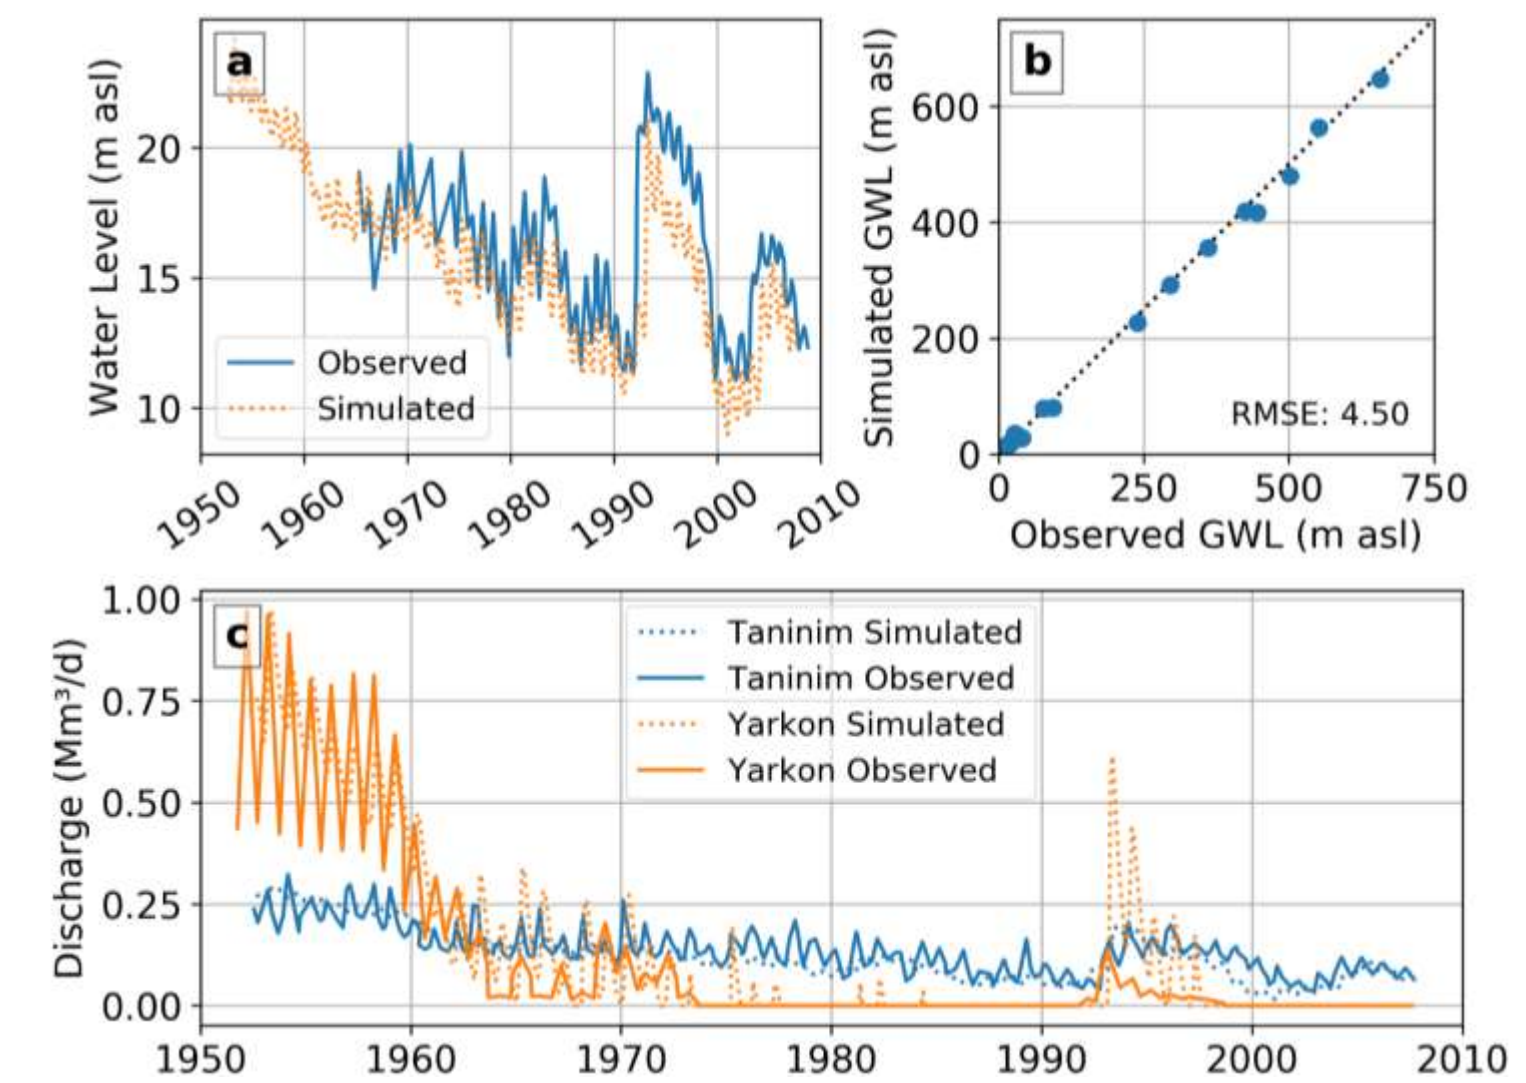 a
Water Level (m asl)
20
15
10
Observed
Simulated
1950
1960
1970
1980
1990
2000
2010
b
Simulated GWL (m asl)
600
400
200
0
RMSE: 4.50
0
250
500
750
Observed GWL (m asl)
c
Discharge (Mm³/d)
1.00
0.75
0.50
0.25
0.00
Taninim Simulated
Taninim Observed
Yarkon Simulated
Yarkon Observed
1950
1960
1970
1980
1990
2000
2010